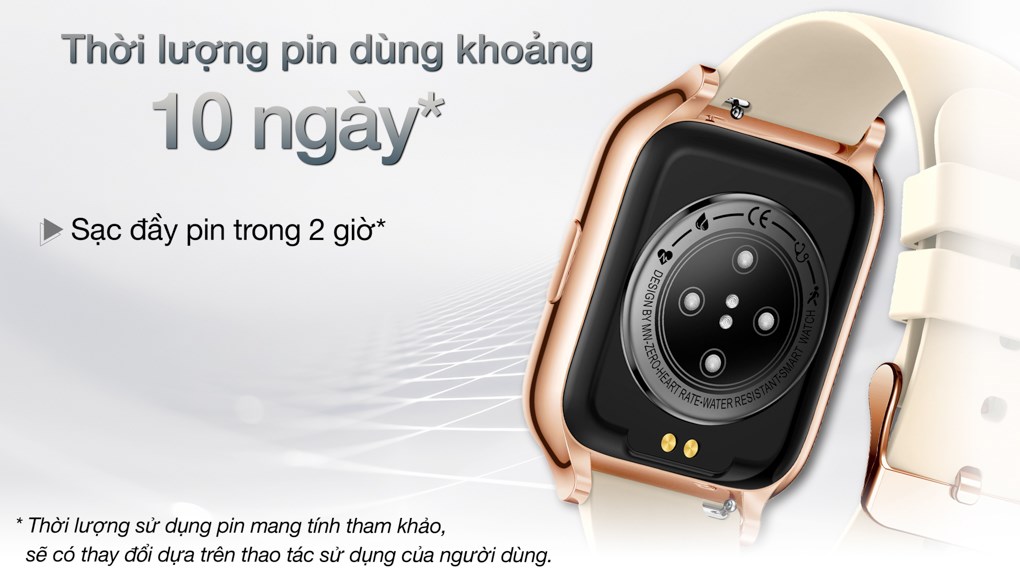 Thời lượng pin dùng khoảng
10 ngày*
Sạc đầy pin trong 2 giờ*
CE
DESIGN BY MW-ZERO-HEART RATE-WATER RESISTANT-SMART WATCH
* Thời lượng sử dụng pin mang tính tham khảo,
sẽ có thay đổi dựa trên thao tác sử dụng của người dùng.